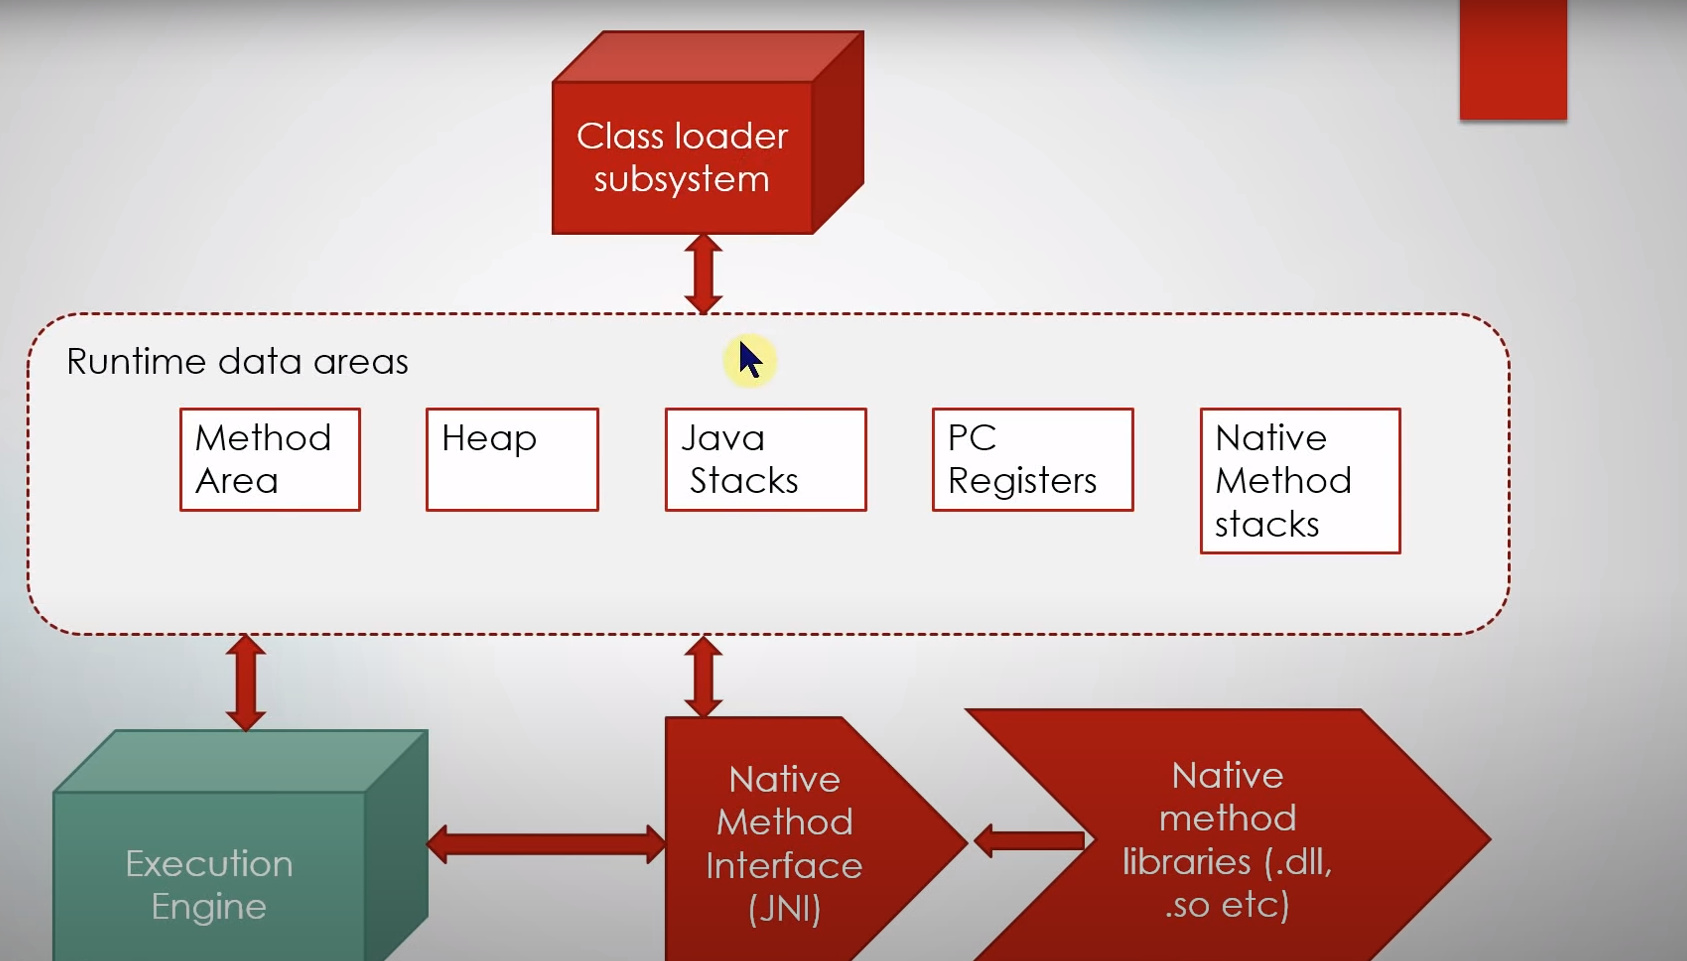 Class loader
subsystem
Runtime data areas
Method
Area
Heap
Java
Stacks
PC
Registers
Native
Method
stacks
Execution
Engine
Native
Method
Interface
(JNI)
Native
method
libraries (.dll,
.so etc)